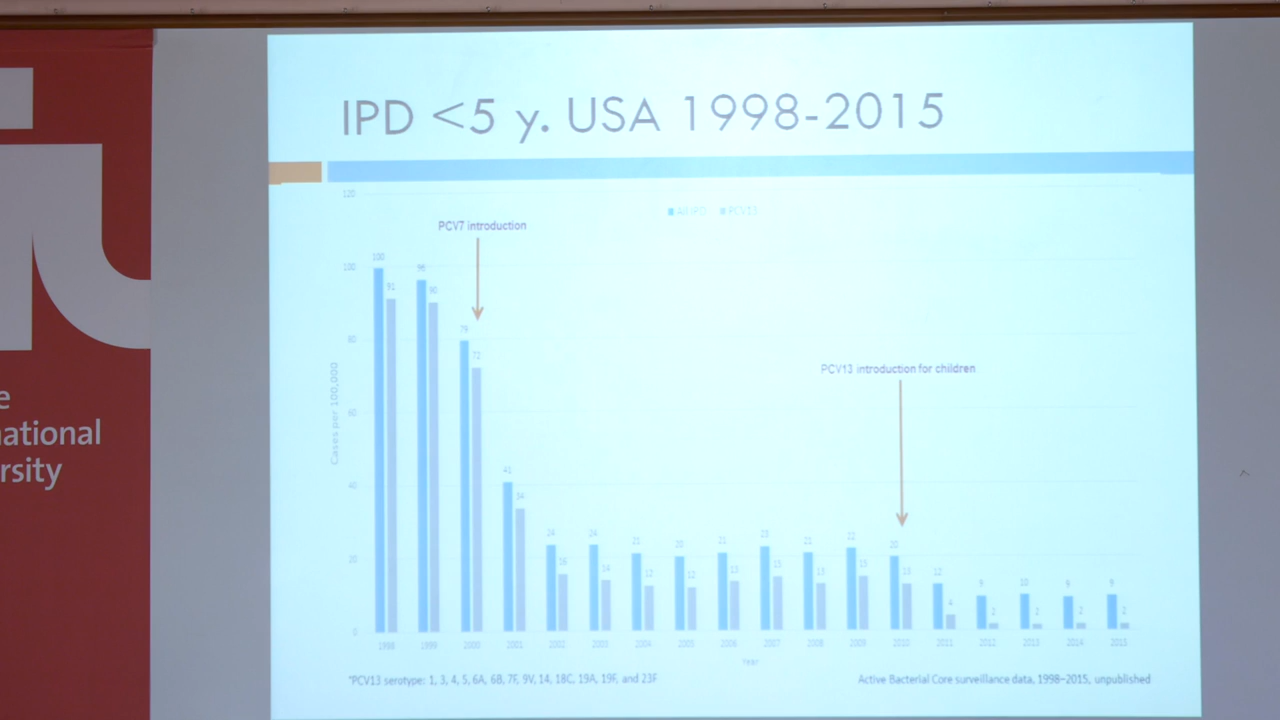 IPD <5 y. USA 1998-2015
120
All IPD PCV13
PCV7 introduction
100
100
98
91
90
80
79
72
PCV13 introduction for children
Cases per 100,000
60
41
34
40
24 24 21 20 21 23 21 22 20
16 14 12 12 13 15 13 15 13
20
12 9 10 9 9
4 2 2 2 2
0
1998 1999 2000 2001 2002 2003 2004 2005 2006 2007 2008 2009 2010 2011 2012 2013 2014 2015
Year
*PCV13 serotype: 1, 3, 4, 5, 6A, 6B, 7F, 9V, 14, 18C, 19A, 19F, and 23F
Active Bacterial Core surveillance data, 1998–2015, unpublished
e
national
rsity